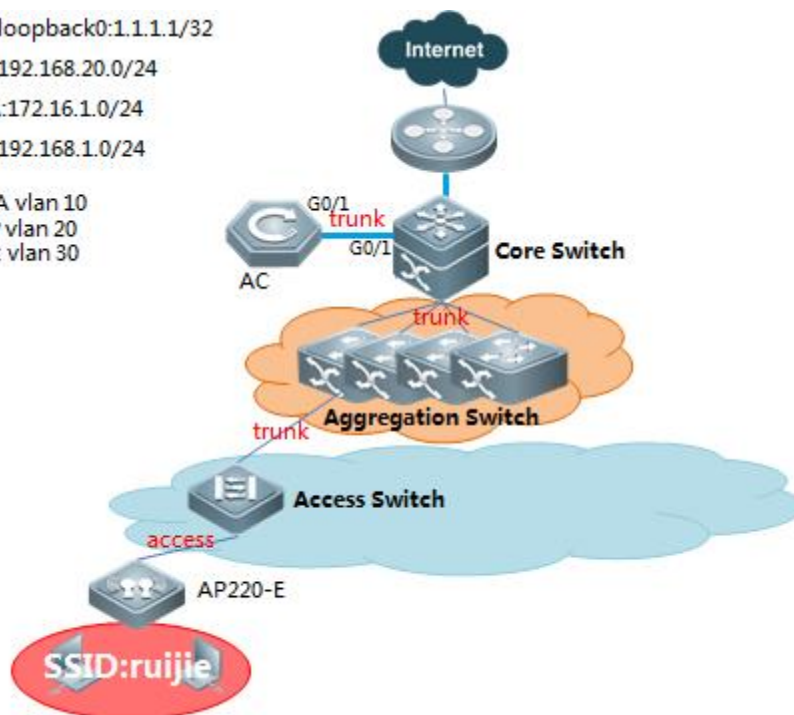 loopback0:1.1.1.1/32
192.168.20.0/24
:172.16.1.0/24
192.168.1.0/24
A vlan 10
vlan 20
vlan 30
Internet
G0/1
trunk
G0/1
AC
Core Switch
trunk
Aggregation Switch
trunk
Access Switch
access
AP220-E
SSID:ruijie